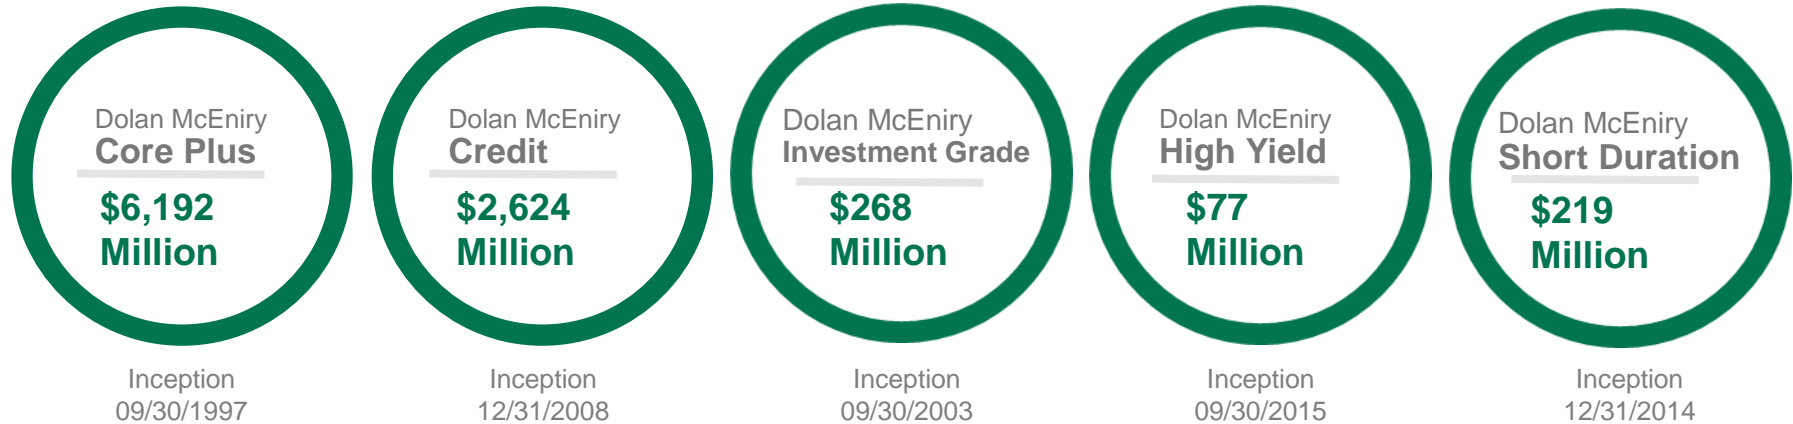 Dolan McEniry
Core Plus
$6,192
Million
Inception
09/30/1997
Dolan McEniry
Credit
$2,624
Million
Inception
12/31/2008
Dolan McEniry
Investment Grade
$268
Million
Inception
09/30/2003
Dolan McEniry
High Yield
$77
Million
Inception
09/30/2015
Dolan McEniry
Short Duration
$219
Million
Inception
12/31/2014